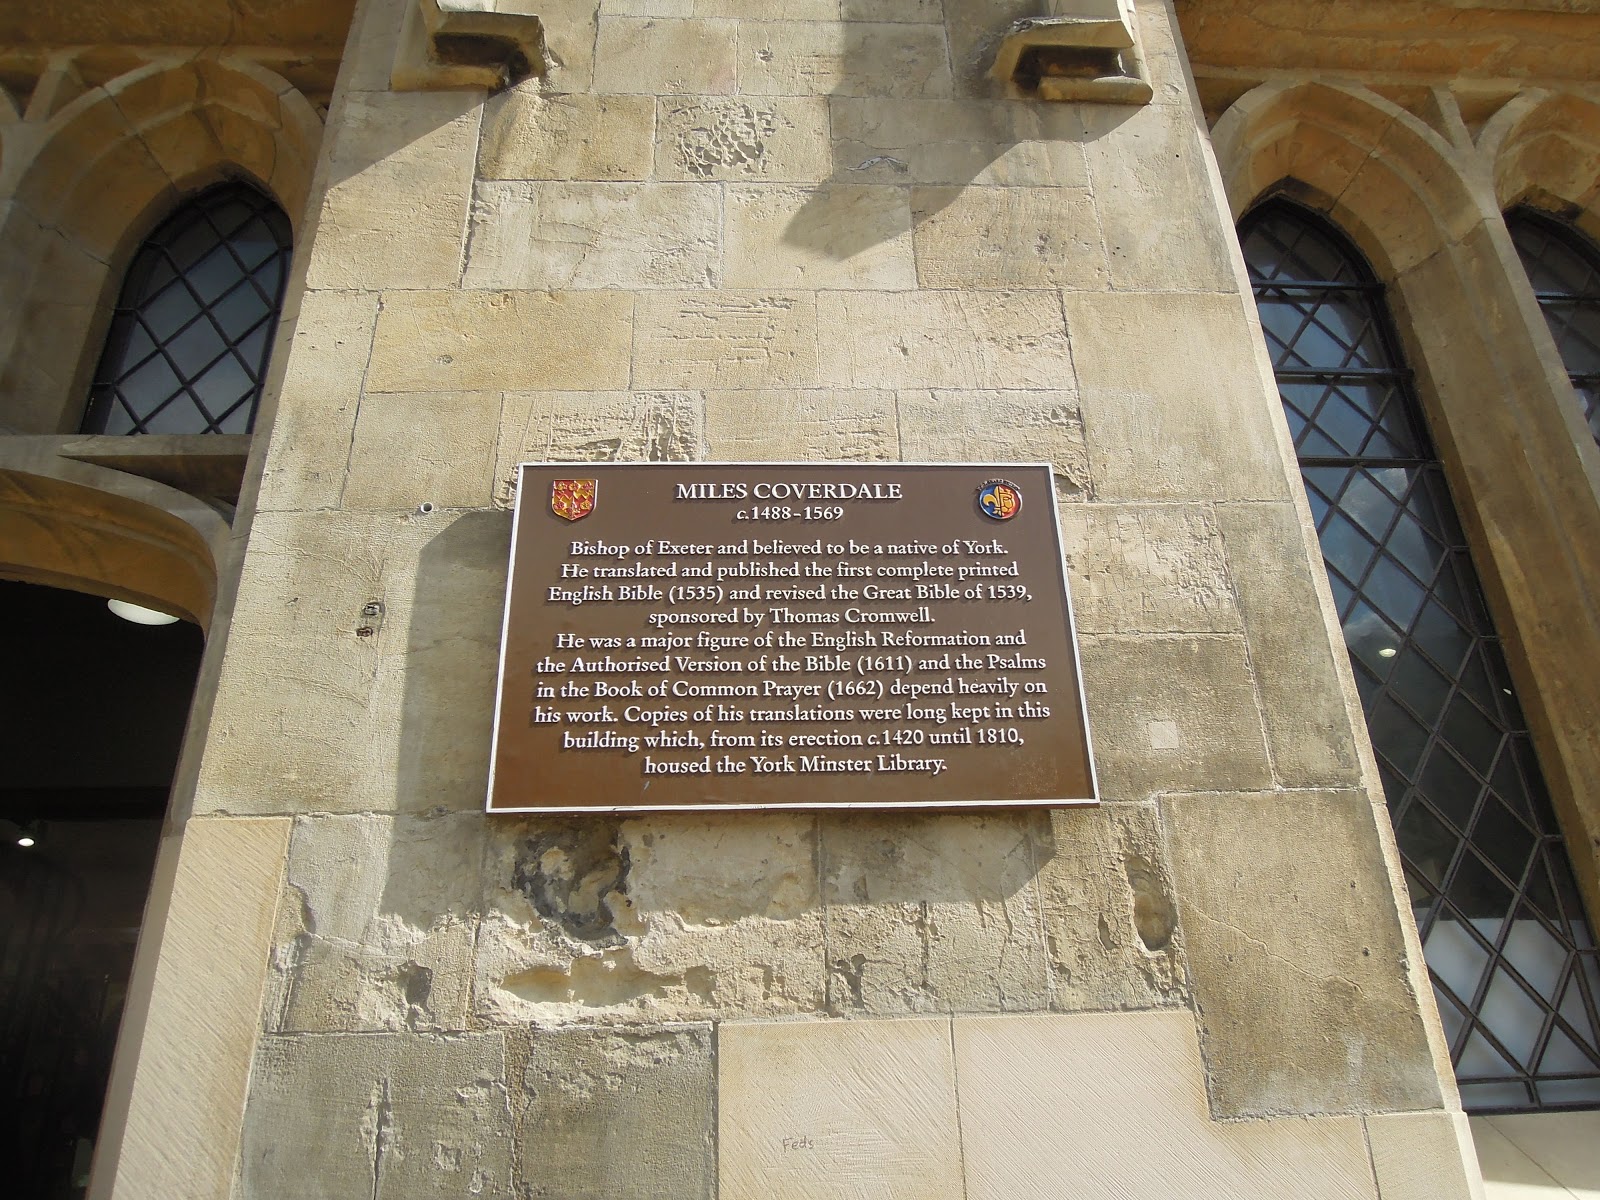 MILES COVERDALE
c.1488-1569
Bishop of Exeter and believed to be a native of York.
He translated and published the first complete printed
English Bible (1535) and revised the Great Bible of 1539,
sponsored by Thomas Cromwell.
He was a major figure of the English Reformation and
the Authorised Version of the Bible (1611) and the Psalms
in the Book of Common Prayer (1662) depend heavily on
his work. Copies of his translations were long kept in this
building which, from its erection c.1420 until 1810,
housed the York Minster Library.
Feds